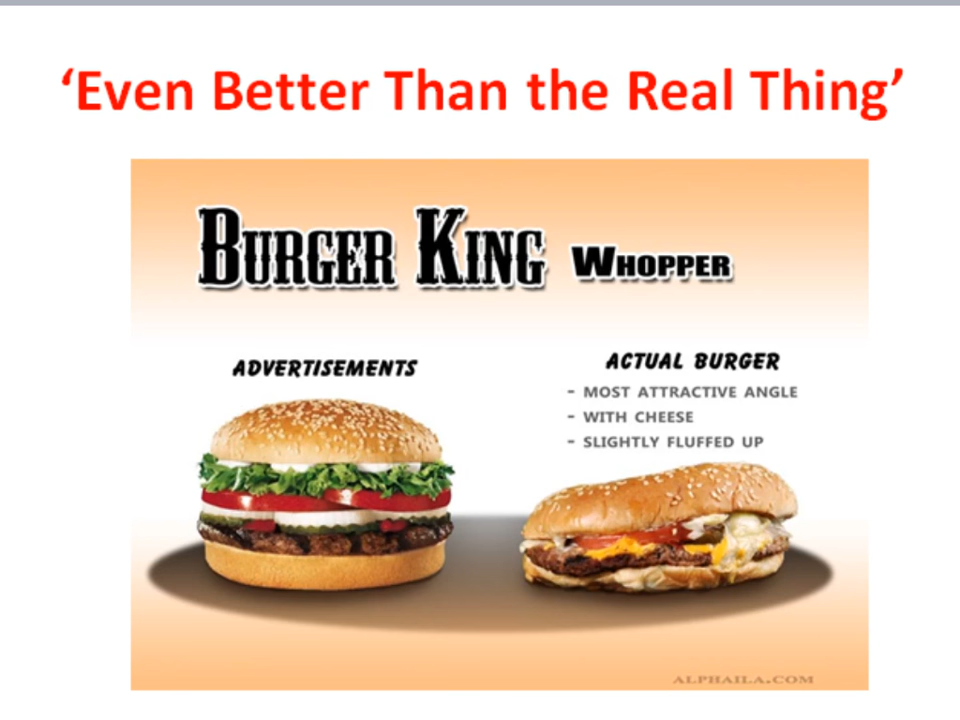 ‘Even Better Than the Real Thing’
BURGER KING WHOPPER
ADVERTISEMENTS
ACTUAL BURGER
- MOST ATTRACTIVE ANGLE
- WITH CHEESE
- SLIGHTLY FLUFFED UP
ALPHAILA.COM